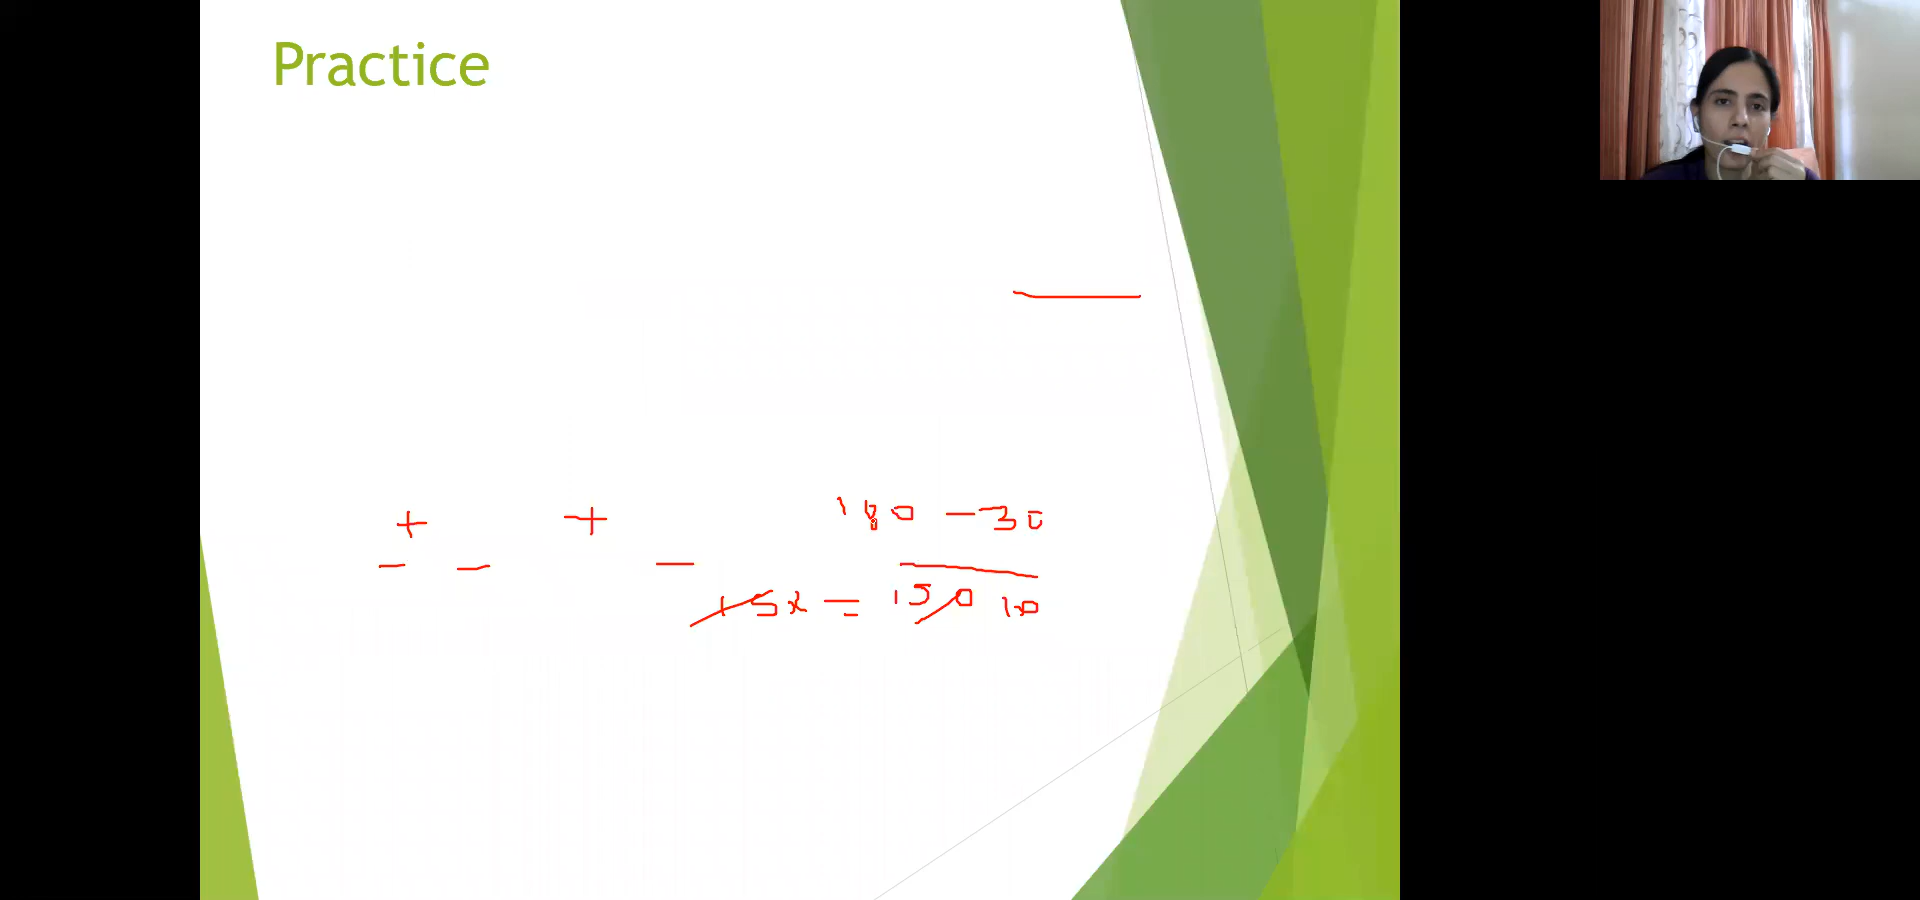 Practice
+ + 180 - 30
- - -
15x = 150 10